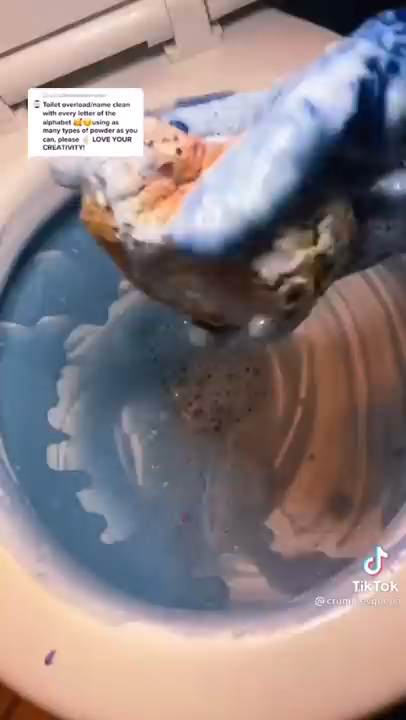 Toilet overload/name clean
with every letter of the
alphabet 🥰😏using as
many types of powder as you
can, please 🤞🏻 LOVE YOUR
CREATIVITY!
TikTok